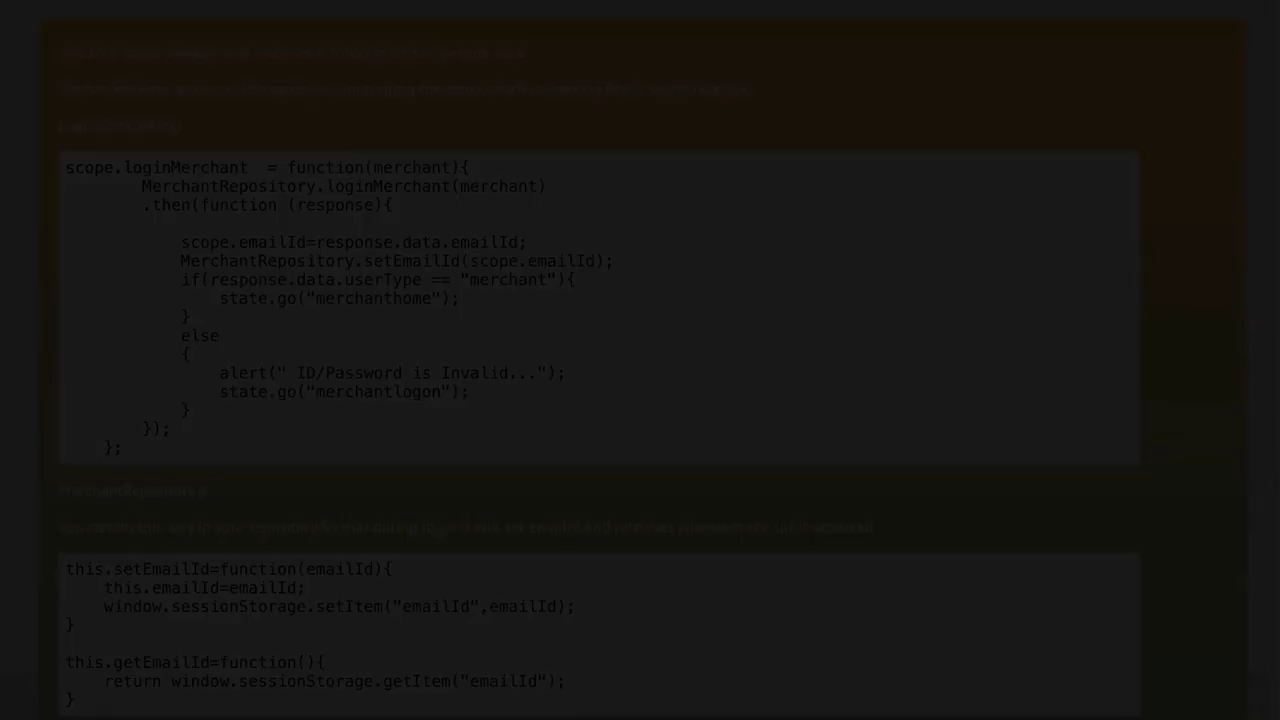 scope.loginMerchant  = function(merchant){
        MerchantRepository.loginMerchant(merchant)
        .then(function (response){
            scope.emailId=response.data.emailId;
            MerchantRepository.setEmailId(scope.emailId);
            if(response.data.userType == "merchant"){
                state.go("merchanthome");
            }
            else
            {
                alert(" ID/Password is Invalid...");
                state.go("merchantlogon");
            }
        });
    };
MerchantRepository.js
this.setEmailId=function(emailId){
    this.emailId=emailId;
    window.sessionStorage.setItem("emailId",emailId);
}
this.getEmailId=function(){
    return window.sessionStorage.getItem("emailId");
}